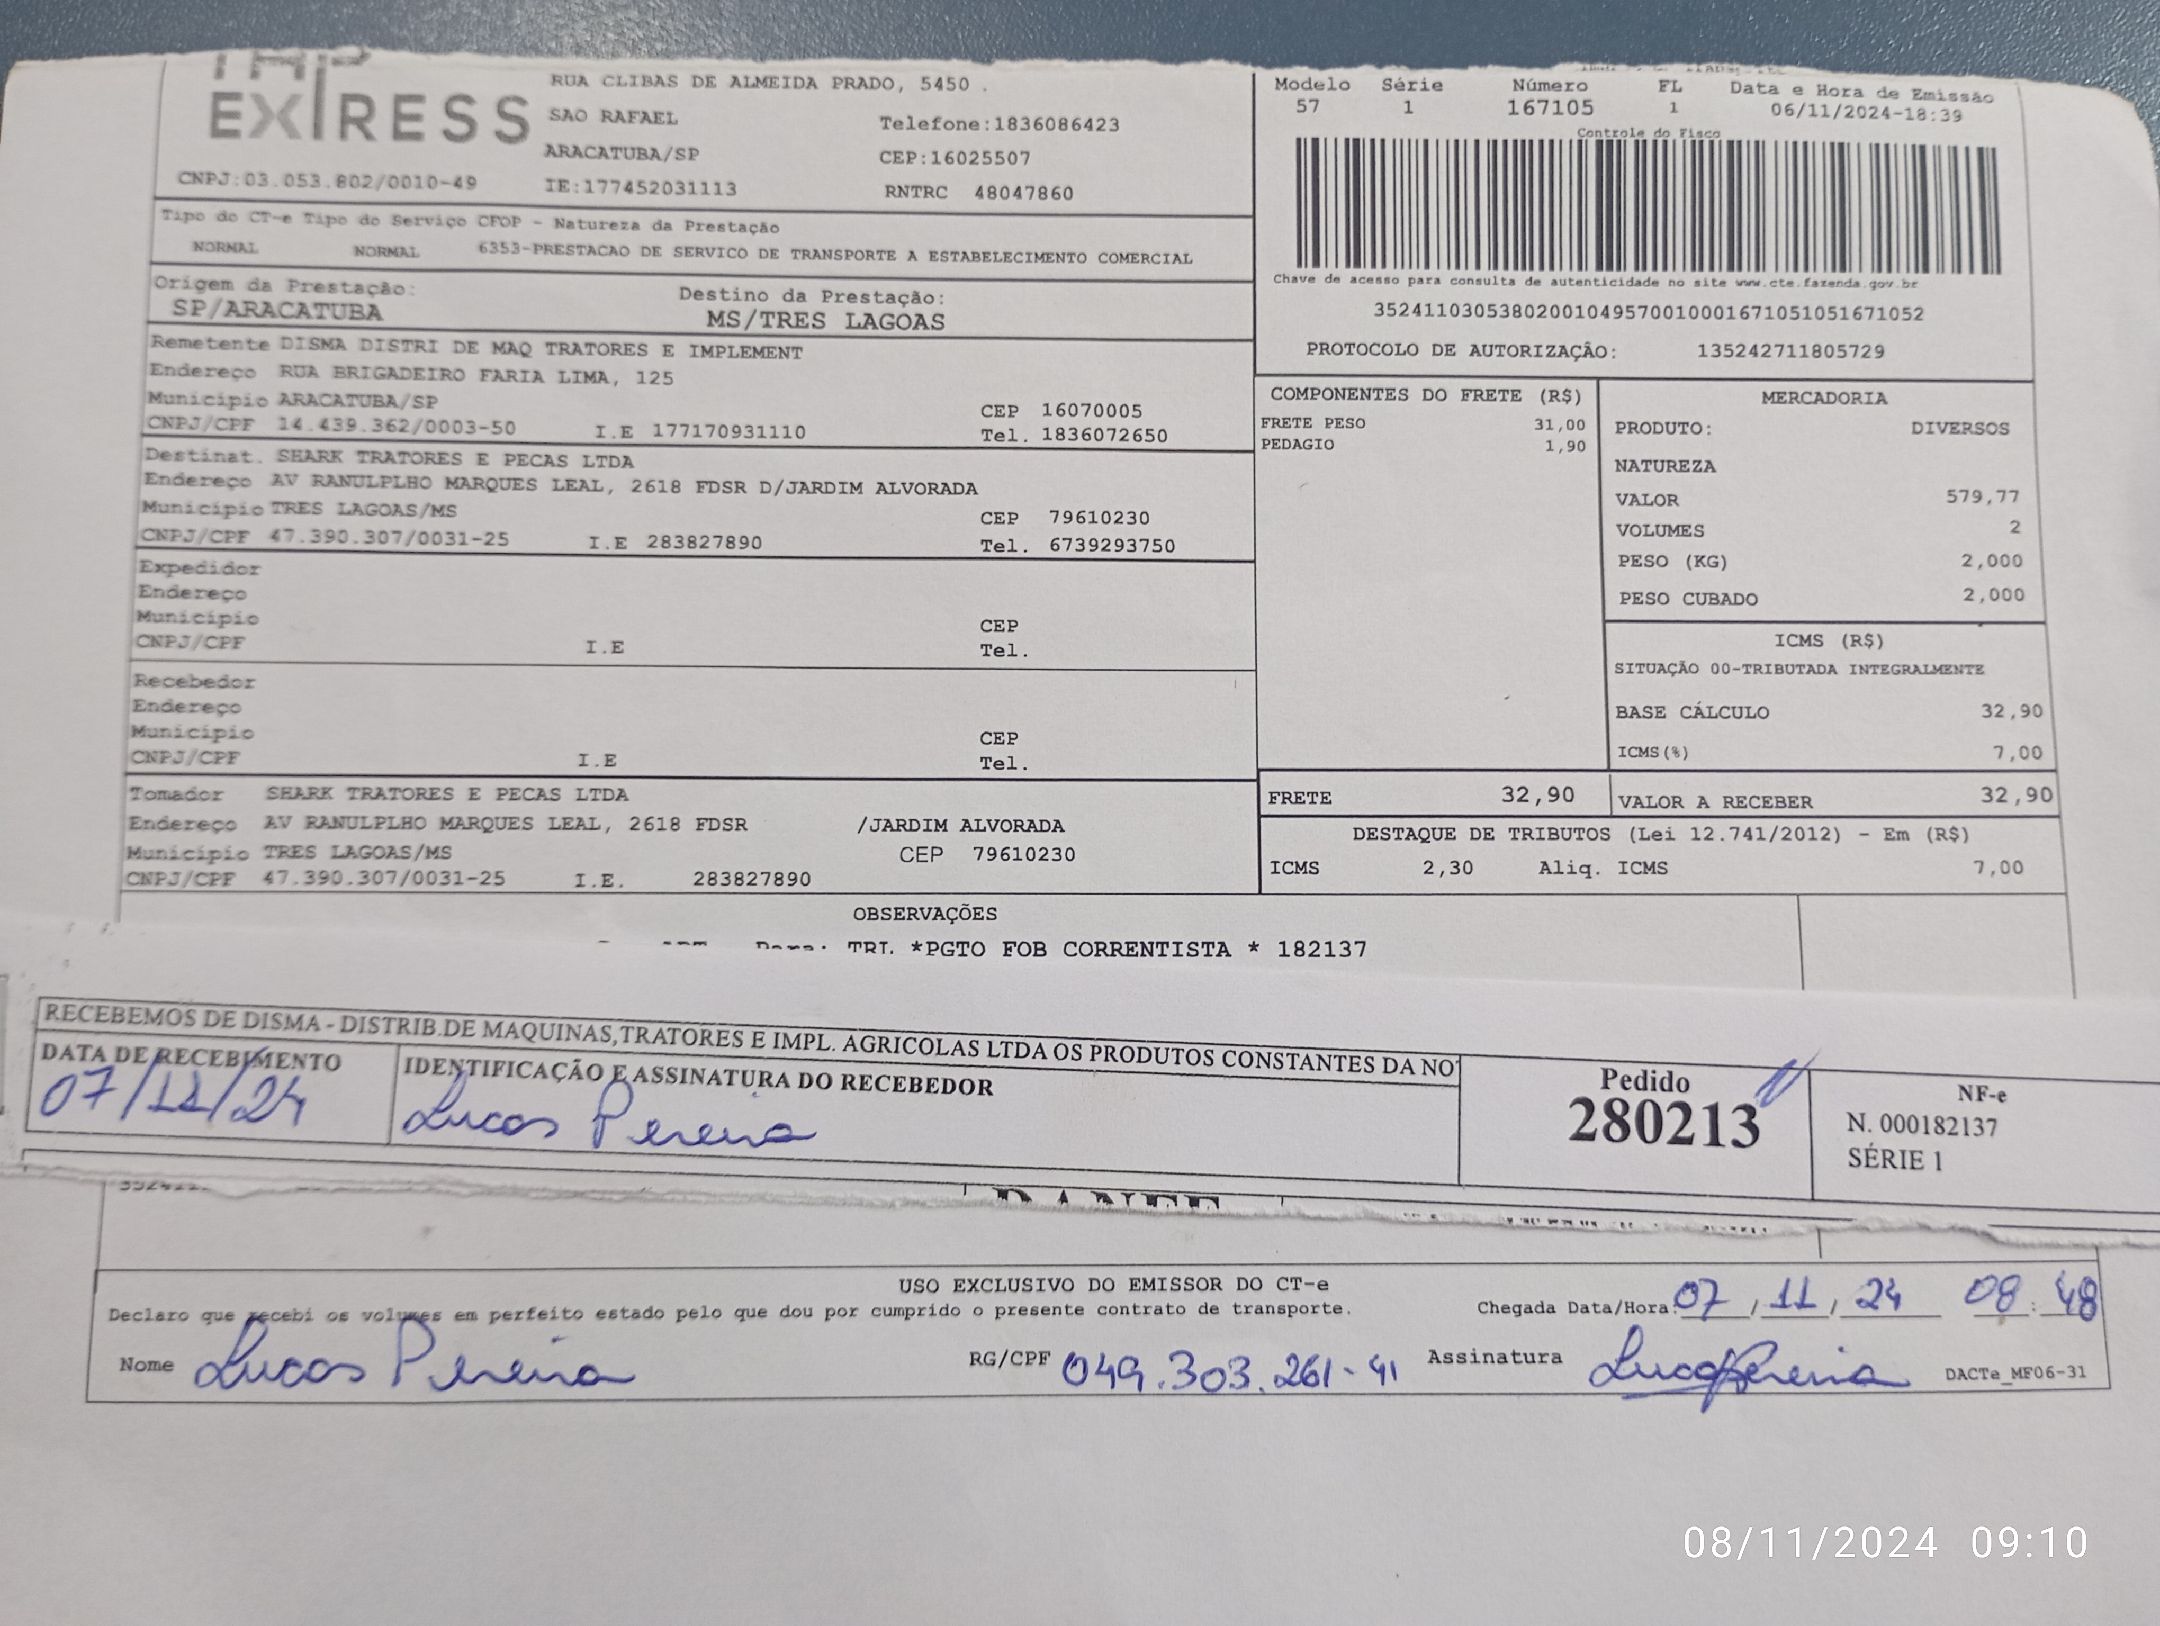 EXPRESS
RUA CLIBAS DE ALMEIDA PRADO, 5450 .
SAO RAFAEL
Telefone:1836086423
ARACATUBA/SP
CEP:16025507
CNPJ:03.053.802/0010-49
IE:177452031113
RNTRC 48047860
Modelo Série Número FL Data e Hora de Emissão
57 1 167105 1 06/11/2024-18:39
Controle do Fisco
Chave de acesso para consulta de autenticidade no site www.cte.fazenda.gov.br
35241103053802001049570010001671051051671052
PROTOCOLO DE AUTORIZAÇÃO: 135242711805729
Tipo do CT-e Tipo do Serviço CFOP - Natureza da Prestação
NORMAL NORMAL 6353-PRESTACAO DE SERVICO DE TRANSPORTE A ESTABELECIMENTO COMERCIAL
Origem da Prestação: Destino da Prestação:
SP/ARACATUBA MS/TRES LAGOAS
Remetente DISMA DISTRI DE MAQ TRATORES E IMPLEMENT
Endereço RUA BRIGADEIRO FARIA LIMA, 125
Município ARACATUBA/SP CEP 16070005
CNPJ/CPF 14.439.362/0003-50 I.E 177170931110 Tel. 1836072650
Destinat. SHARK TRATORES E PECAS LTDA
Endereço AV RANULPLHO MARQUES LEAL, 2618 FDSR D/JARDIM ALVORADA
Município TRES LAGOAS/MS CEP 79610230
CNPJ/CPF 47.390.307/0031-25 I.E 283827890 Tel. 6739293750
Expedidor
Endereço
Município CEP
CNPJ/CPF I.E Tel.
Recebedor
Endereço
Município CEP
CNPJ/CPF I.E Tel.
Tomador SHARK TRATORES E PECAS LTDA
Endereço AV RANULPLHO MARQUES LEAL, 2618 FDSR /JARDIM ALVORADA
Município TRES LAGOAS/MS CEP 79610230
CNPJ/CPF 47.390.307/0031-25 I.E. 283827890
COMPONENTES DO FRETE (R$)
FRETE PESO 31,00
PEDAGIO 1,90
MERCADORIA
PRODUTO: DIVERSOS
NATUREZA
VALOR 579,77
VOLUMES 2
PESO (KG) 2,000
PESO CUBADO 2,000
ICMS (R$)
SITUAÇÃO 00-TRIBUTADA INTEGRALMENTE
BASE CÁLCULO 32,90
ICMS(%) 7,00
FRETE 32,90 VALOR A RECEBER 32,90
DESTAQUE DE TRIBUTOS (Lei 12.741/2012) - Em (R$)
ICMS 2,30 Aliq. ICMS 7,00
OBSERVAÇÕES
TRL *PGTO FOB CORRENTISTA * 182137
RECEBEMOS DE DISMA - DISTRIB.DE MAQUINAS,TRATORES E IMPL. AGRICOLAS LTDA OS PRODUTOS CONSTANTES DA NO
DATA DE RECEBIMENTO IDENTIFICAÇÃO E ASSINATURA DO RECEBEDOR
07/11/24 Lucas Pereira
Pedido
280213
NF-e
N. 000182137
SÉRIE 1
USO EXCLUSIVO DO EMISSOR DO CT-e
Declaro que recebi os volumes em perfeito estado pelo que dou por cumprido o presente contrato de transporte. Chegada Data/Hora: 07/11/24 08:48
Nome Lucas Pereira RG/CPF 049.303.261-41 Assinatura Lucas Pereira DACTe_MF06-31
08/11/2024 09:10